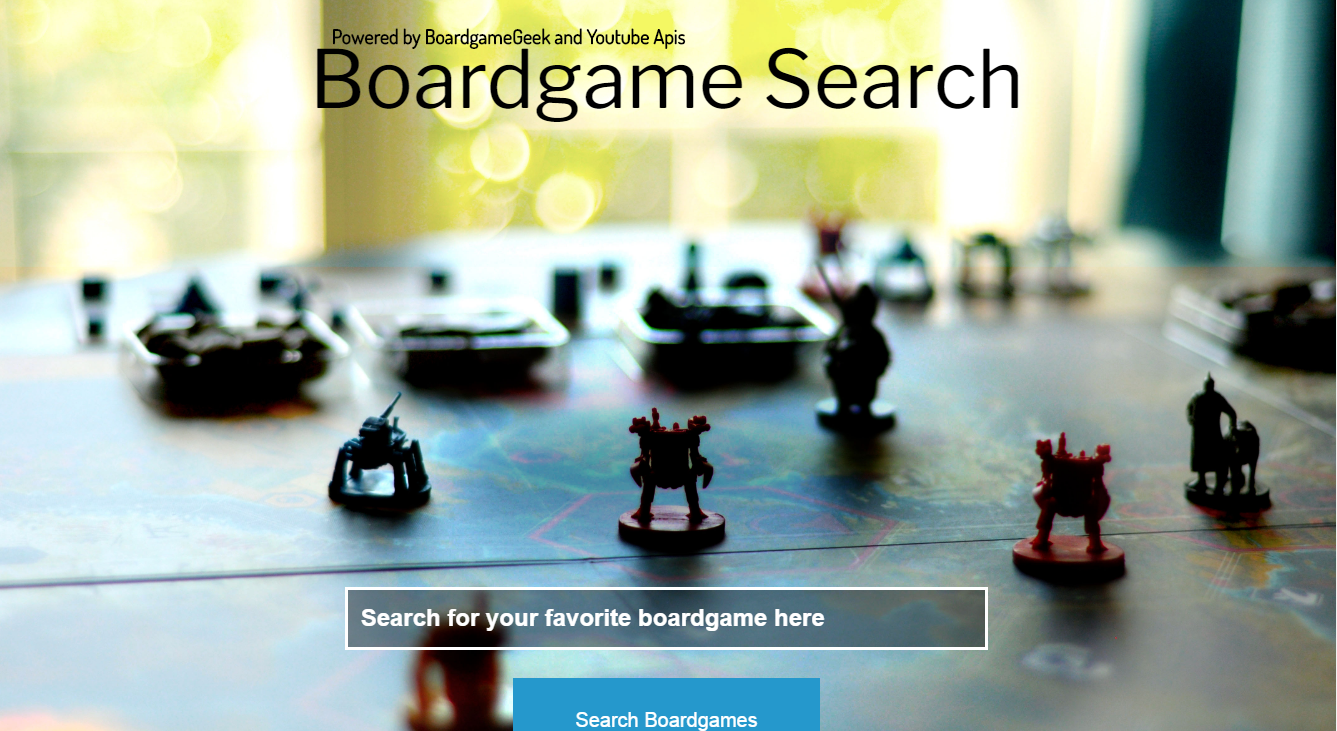 Powered by BoardgameGeek and Youtube Apis
Boardgame Search
Search for your favorite boardgame here
Search Boardgames